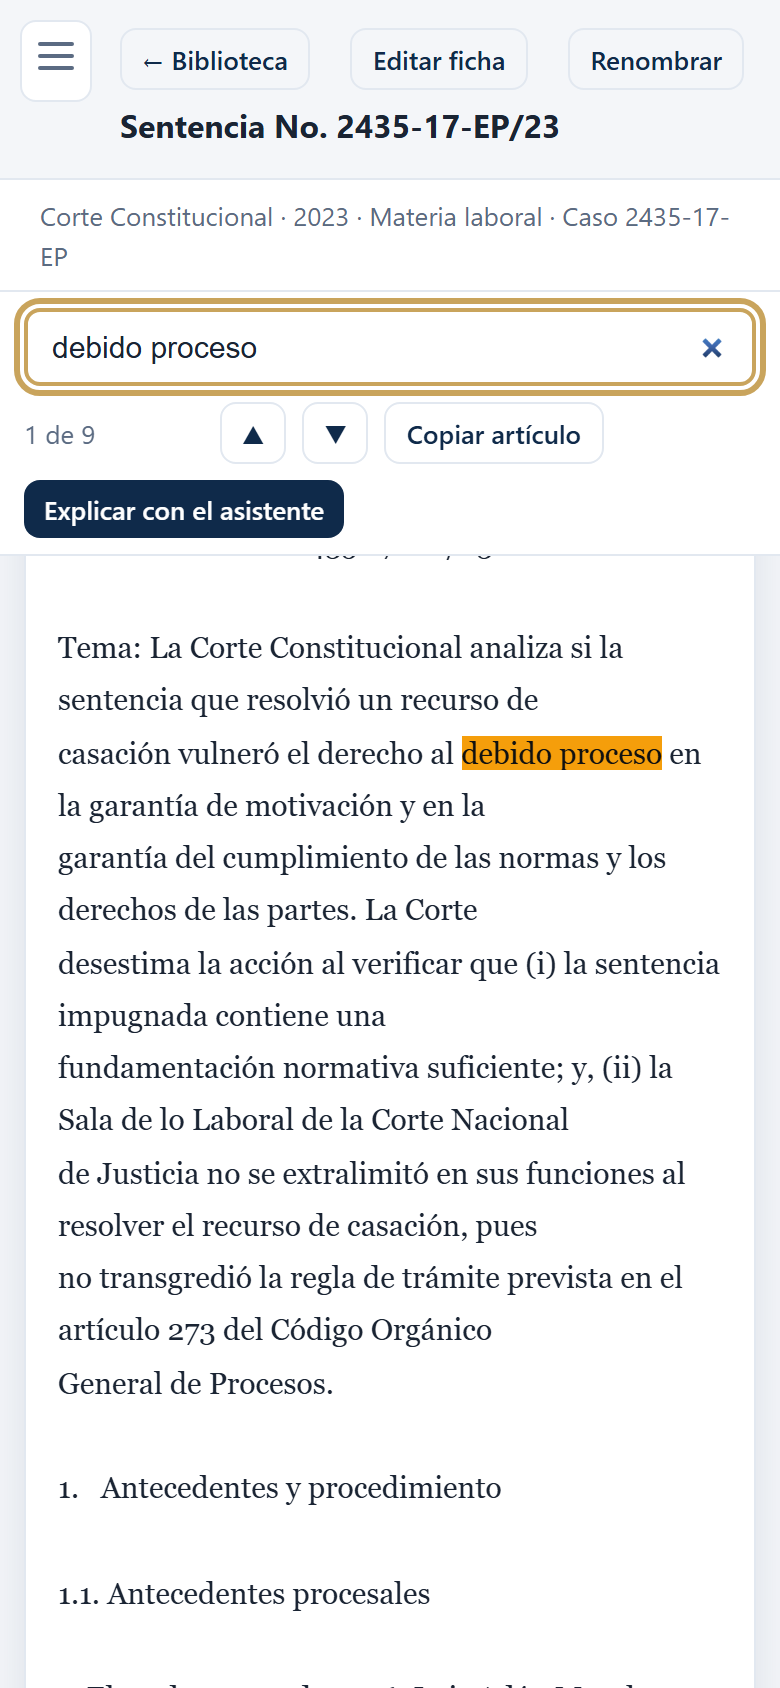 ← Biblioteca
Editar ficha
Renombrar
Sentencia No. 2435-17-EP/23
Corte Constitucional · 2023 · Materia laboral · Caso 2435-17-
EP
debido proceso
1 de 9
▲
▼
Copiar artículo
Explicar con el asistente
Tema: La Corte Constitucional analiza si la
sentencia que resolvió un recurso de
casación vulneró el derecho al debido proceso en
la garantía de motivación y en la
garantía del cumplimiento de las normas y los
derechos de las partes. La Corte
desestima la acción al verificar que (i) la sentencia
impugnada contiene una
fundamentación normativa suficiente; y, (ii) la
Sala de lo Laboral de la Corte Nacional
de Justicia no se extralimitó en sus funciones al
resolver el recurso de casación, pues
no transgredió la regla de trámite prevista en el
artículo 273 del Código Orgánico
General de Procesos.
1. Antecedentes y procedimiento
1.1. Antecedentes procesales